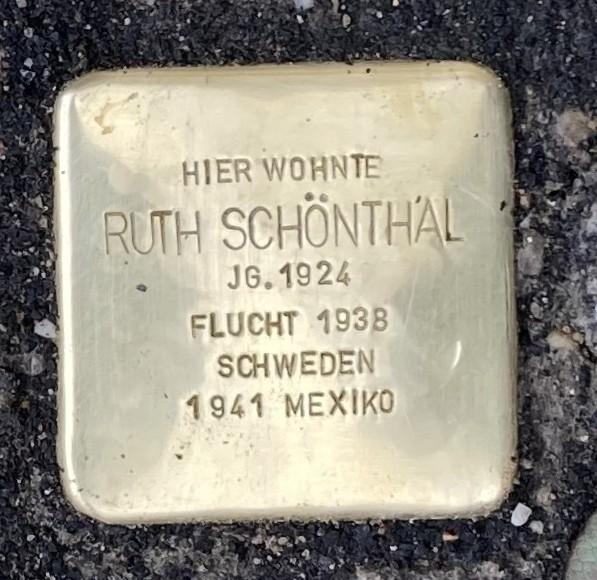 HIER WOHNTE
RUTH SCHÖNTHAL
JG. 1924
FLUCHT 1938
SCHWEDEN
1941 MEXIKO